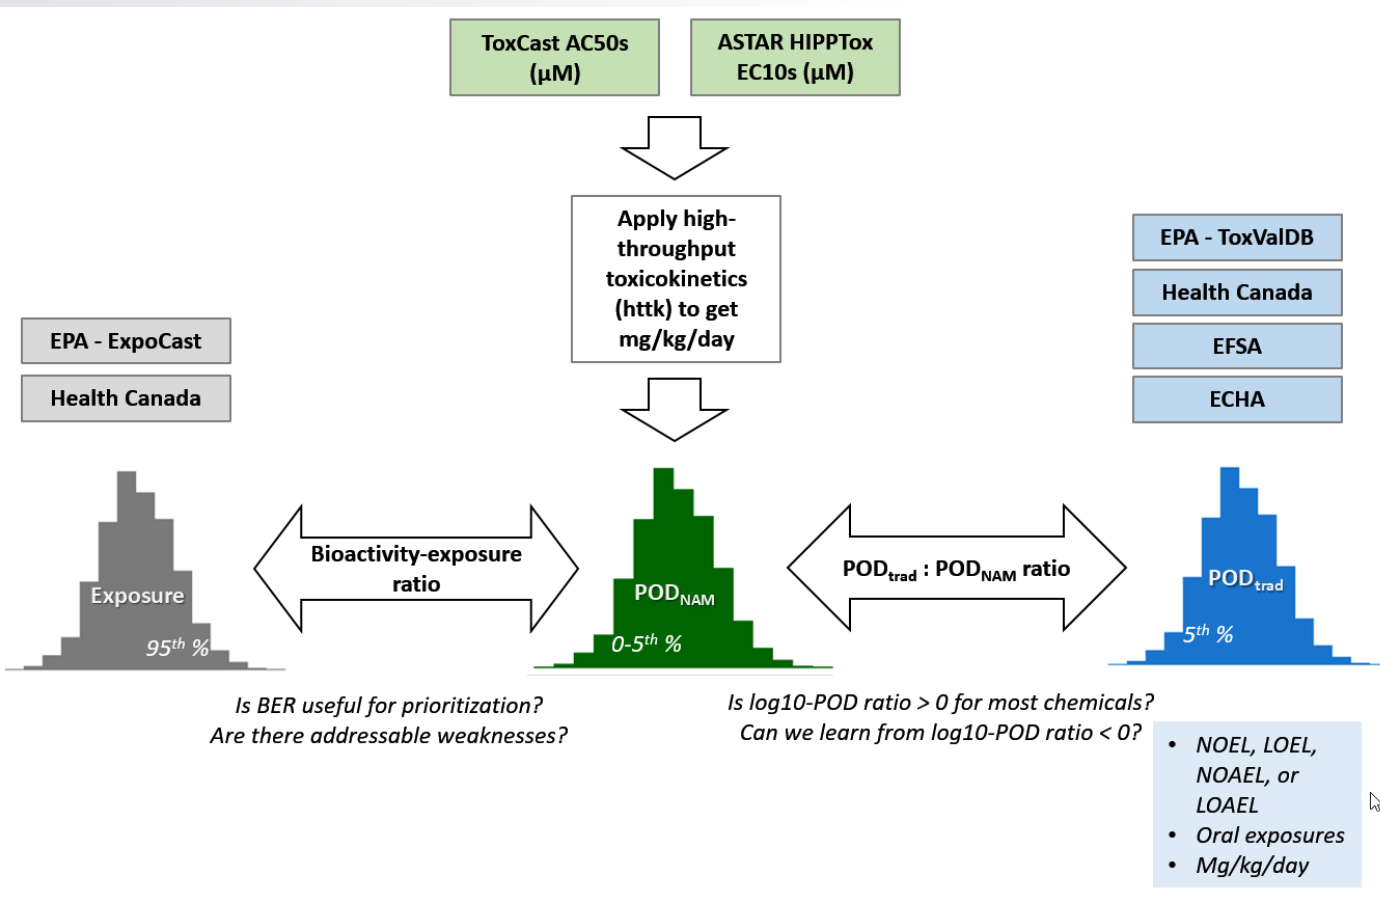 ToxCast AC50s
(µM)
ASTAR HIPPTox
EC10s (µM)
Apply high-
throughput
toxicokinetics
(httk) to get
mg/kg/day
EPA - ToxValDB
Health Canada
EFSA
ECHA
EPA - ExpoCast
Health Canada
Exposure
95th %
Bioactivity-exposure
ratio
PODNAM
0-5th %
PODtrad : PODNAM ratio
PODtrad
5th %
Is BER useful for prioritization?
Are there addressable weaknesses?
Is log10-POD ratio > 0 for most chemicals?
Can we learn from log10-POD ratio < 0?
• NOEL, LOEL,
NOAEL, or
LOAEL
• Oral exposures
• Mg/kg/day